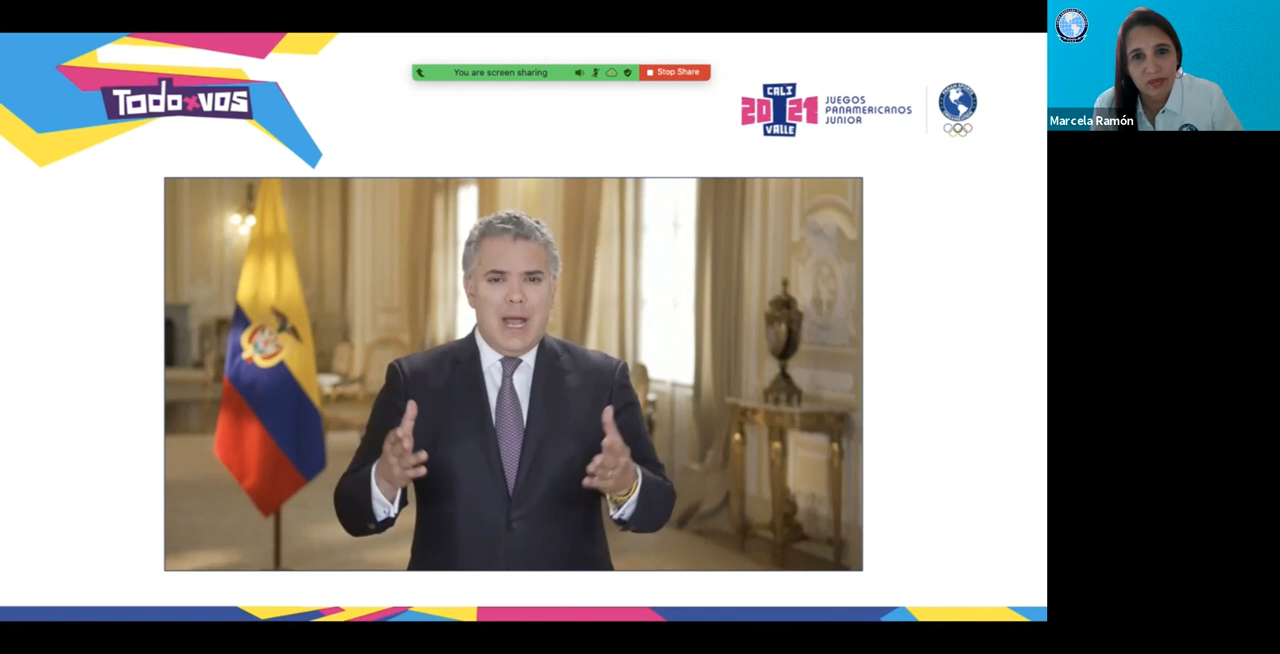 Todo x vos
You are screen sharing
Stop Share
CALI
2021
VALLE
JUEGOS
PANAMERICANOS
JUNIOR
Marcela Ramón